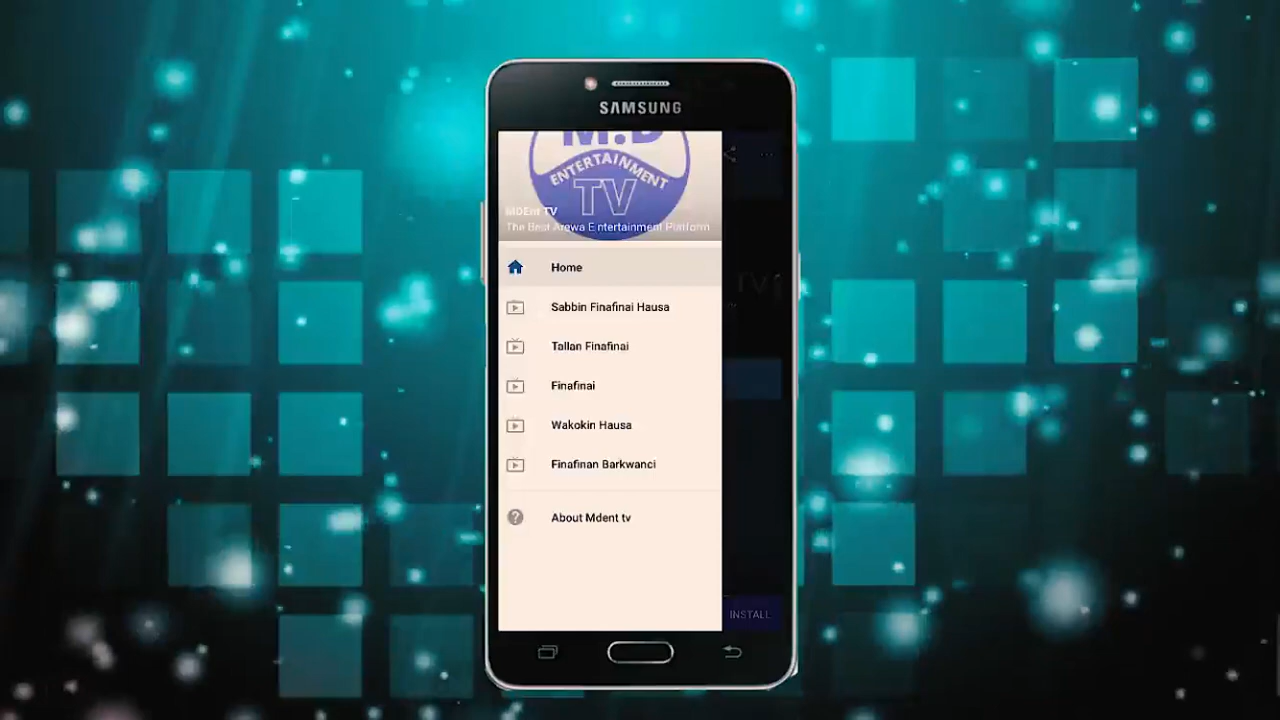 SAMSUNG
M.D
ENTERTAINMENT
TV
MDEnt TV
The Best Arewa Entertainment Platform
Home
Sabbin Finafinai Hausa
Tallan Finafinai
Finafinai
Wakokin Hausa
Finafinan Barkwanci
About Mdent tv
TV
INSTALL